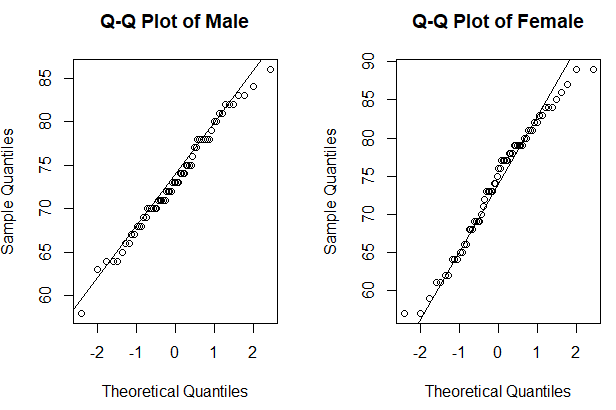 Q-Q Plot of Male
Sample Quantiles
85
80
75
70
65
60
-2 -1 0 1 2
Theoretical Quantiles
Q-Q Plot of Female
Sample Quantiles
90
85
80
75
70
65
60
-2 -1 0 1 2
Theoretical Quantiles